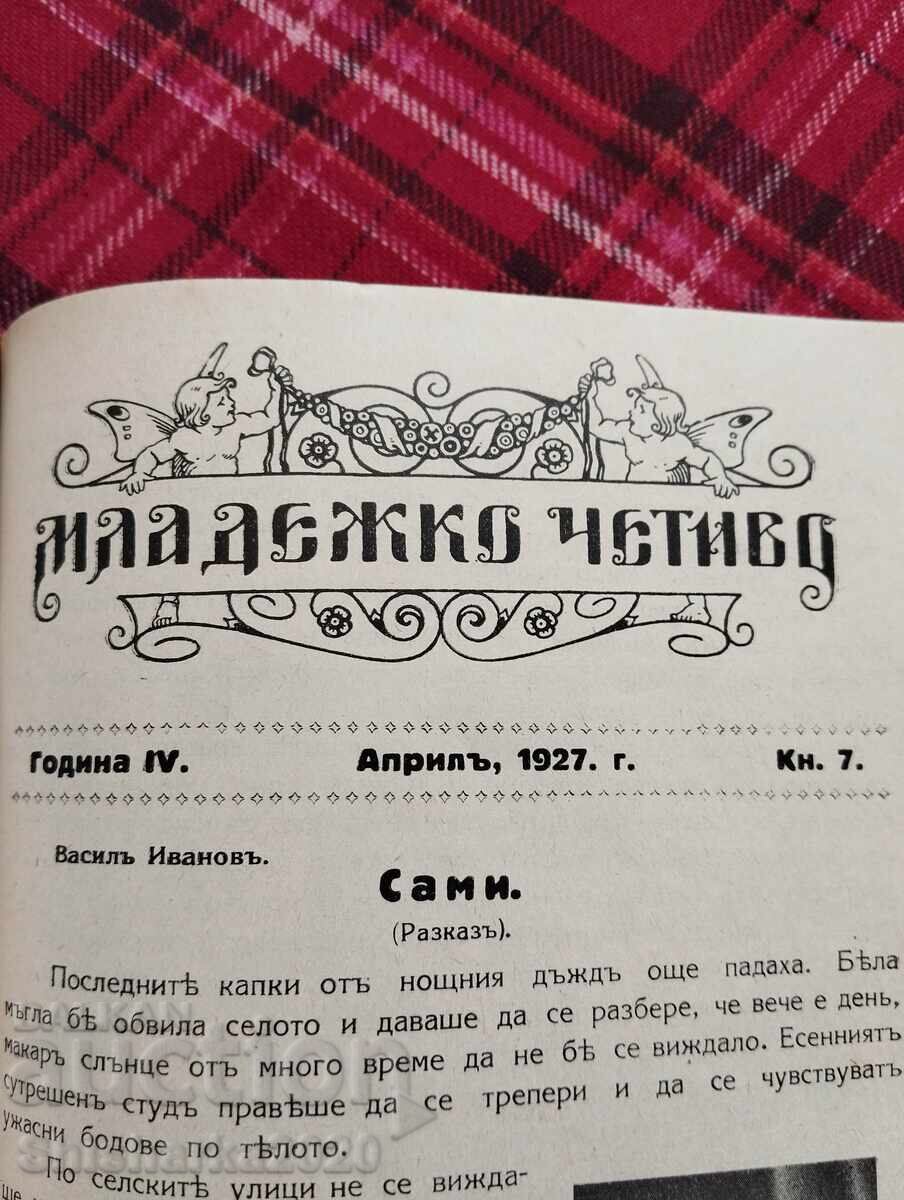 МЛАДЕЖКО ЧЕТИВО
Година IV. Априлъ, 1927. г. Кн. 7.
Василъ Ивановъ.
Сами.
(Разказъ).
Последнитѣ капки отъ нощния дъждъ още падаха. Бѣла
мъгла бѣ обвила селото и даваше да се разбере, че вече е день,
макаръ слънце отъ много време да не бѣ се виждало. Есенниятъ
сутрешенъ студъ правѣше да се трепери и да се чувствуватъ
ужасни бодове по тѣлото.
По селскитѣ улици не се вижда-
auction